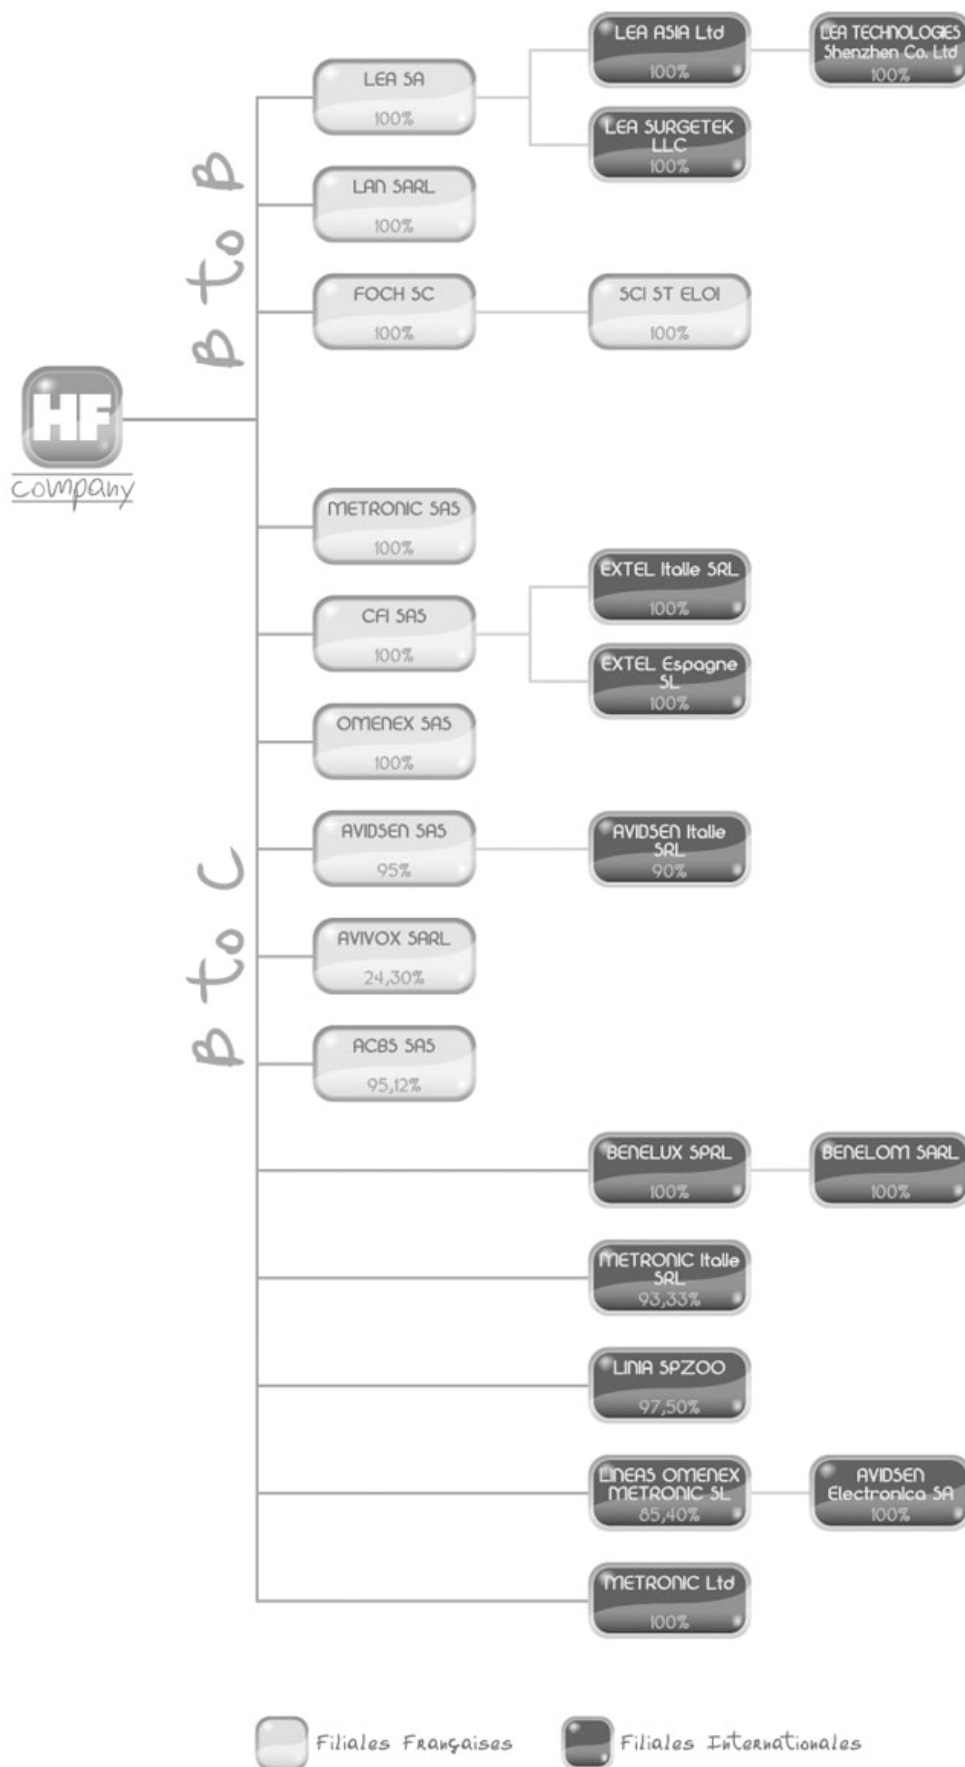 LEA ASIA Ltd
100%
LEA TECHNOLOGIES
Shenzhen Co. Ltd
100%
LEA SA
100%
LEA SURGETEK
LLC
100%
B to B
LAN SARL
100%
FOCH SC
100%
SCI ST ELOI
100%
HF
company
METRONIC SAS
100%
CFI SAS
100%
EXTEL Italie SRL
100%
EXTEL Espagne
SL
100%
OMENEX SAS
100%
B to C
AVIDSEN SAS
95%
AVIDSEN Italie
SRL
90%
AVIVOX SARL
24,30%
ACBS SAS
95,12%
BENELUX SPRL
100%
BENELOM SARL
100%
METRONIC Italie
SRL
93,33%
LINIA SPZOO
97,50%
LINEAS OMENEX
METRONIC SL
85,40%
AVIDSEN
Electronica SA
100%
METRONIC Ltd
100%
Filiales Françaises
Filiales Internationales